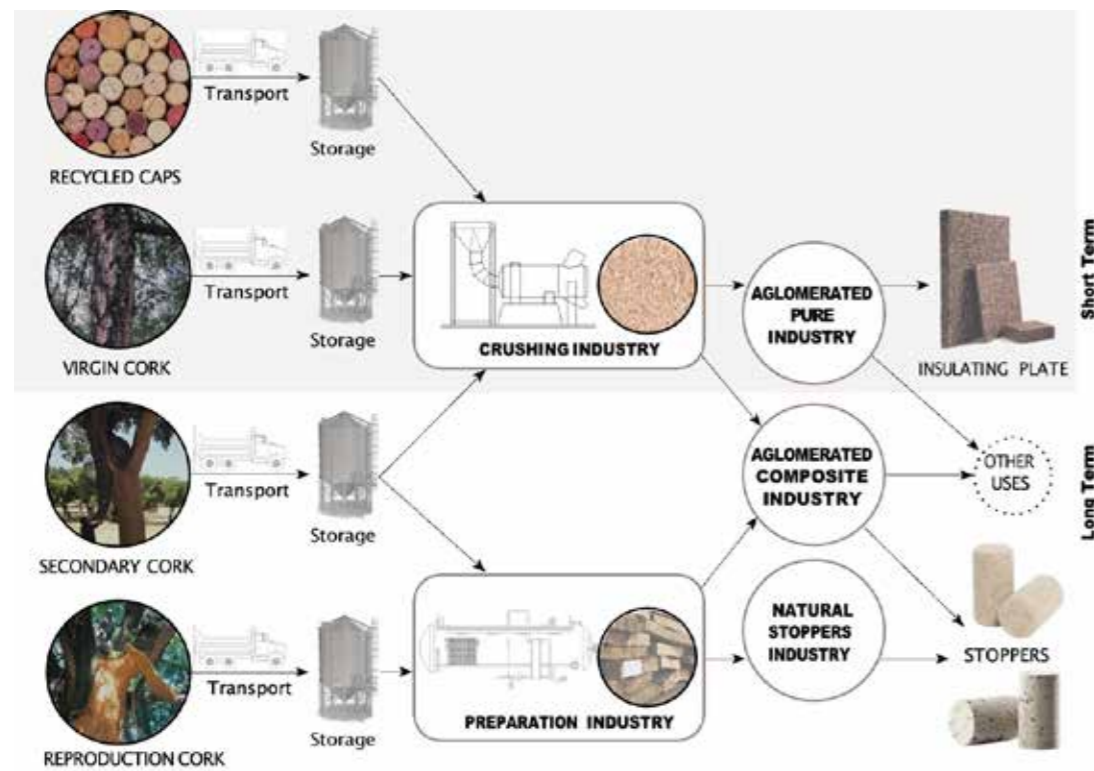 Transport
Storage
RECYCLED CAPS
Transport
Storage
VIRGIN CORK
CRUSHING INDUSTRY
AGLOMERATED
PURE
INDUSTRY
INSULATING PLATE
Short Term
Transport
Storage
SECONDARY CORK
AGLOMERATED
COMPOSITE
INDUSTRY
OTHER
USES
Long Term
Transport
Storage
REPRODUCTION CORK
PREPARATION INDUSTRY
NATURAL
STOPPERS
INDUSTRY
STOPPERS